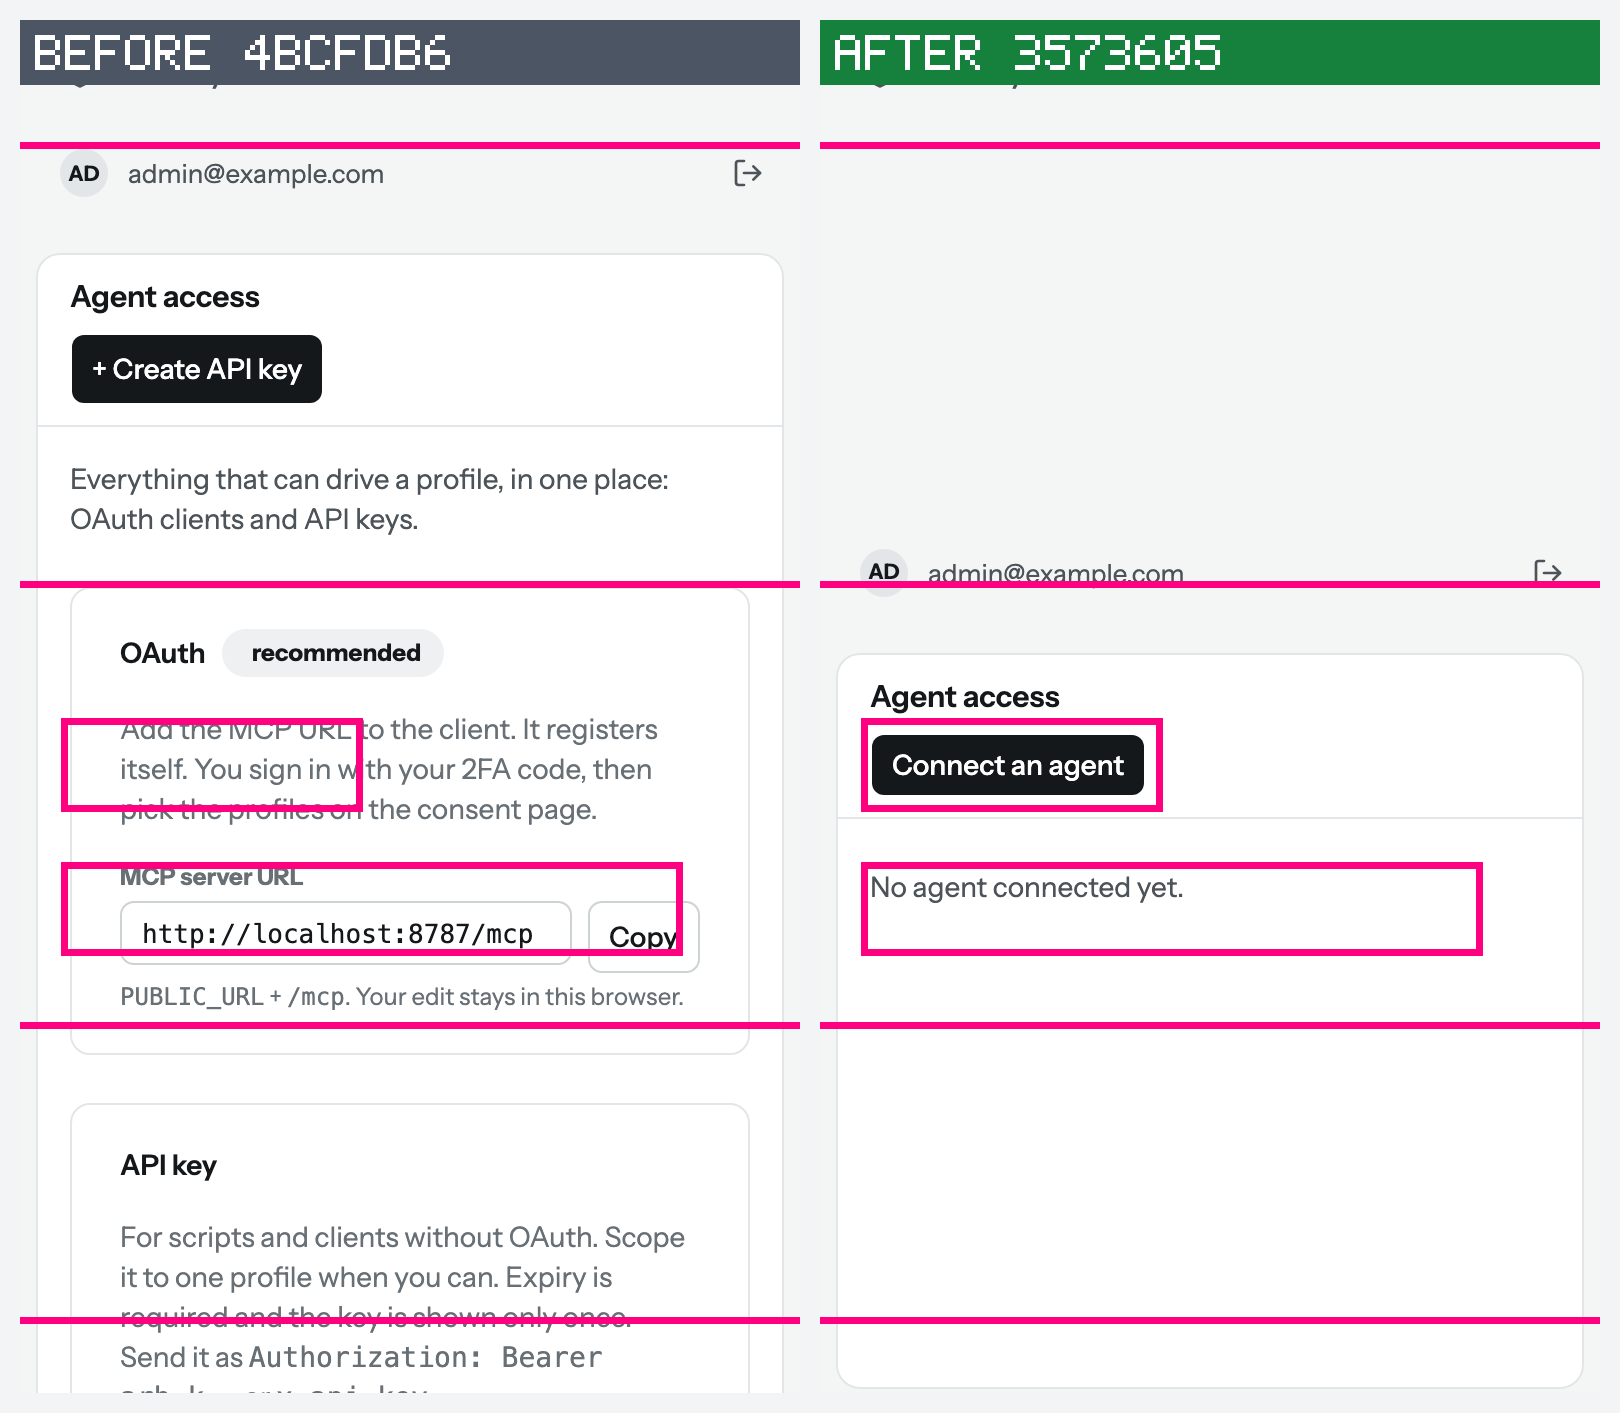 BEFORE 4BCFDB6
AD admin@example.com
Agent access
+ Create API key
Everything that can drive a profile, in one place:
OAuth clients and API keys.
OAuth recommended
Add the MCP URL to the client. It registers
itself. You sign in with your 2FA code, then
pick the profiles on the consent page.
MCP server URL
http://localhost:8787/mcp Copy
PUBLIC_URL + /mcp. Your edit stays in this browser.
API key
For scripts and clients without OAuth. Scope
it to one profile when you can. Expiry is
required and the key is shown only once.
Send it as Authorization: Bearer
AFTER 3573605
AD admin@example.com
Agent access
Connect an agent
No agent connected yet.